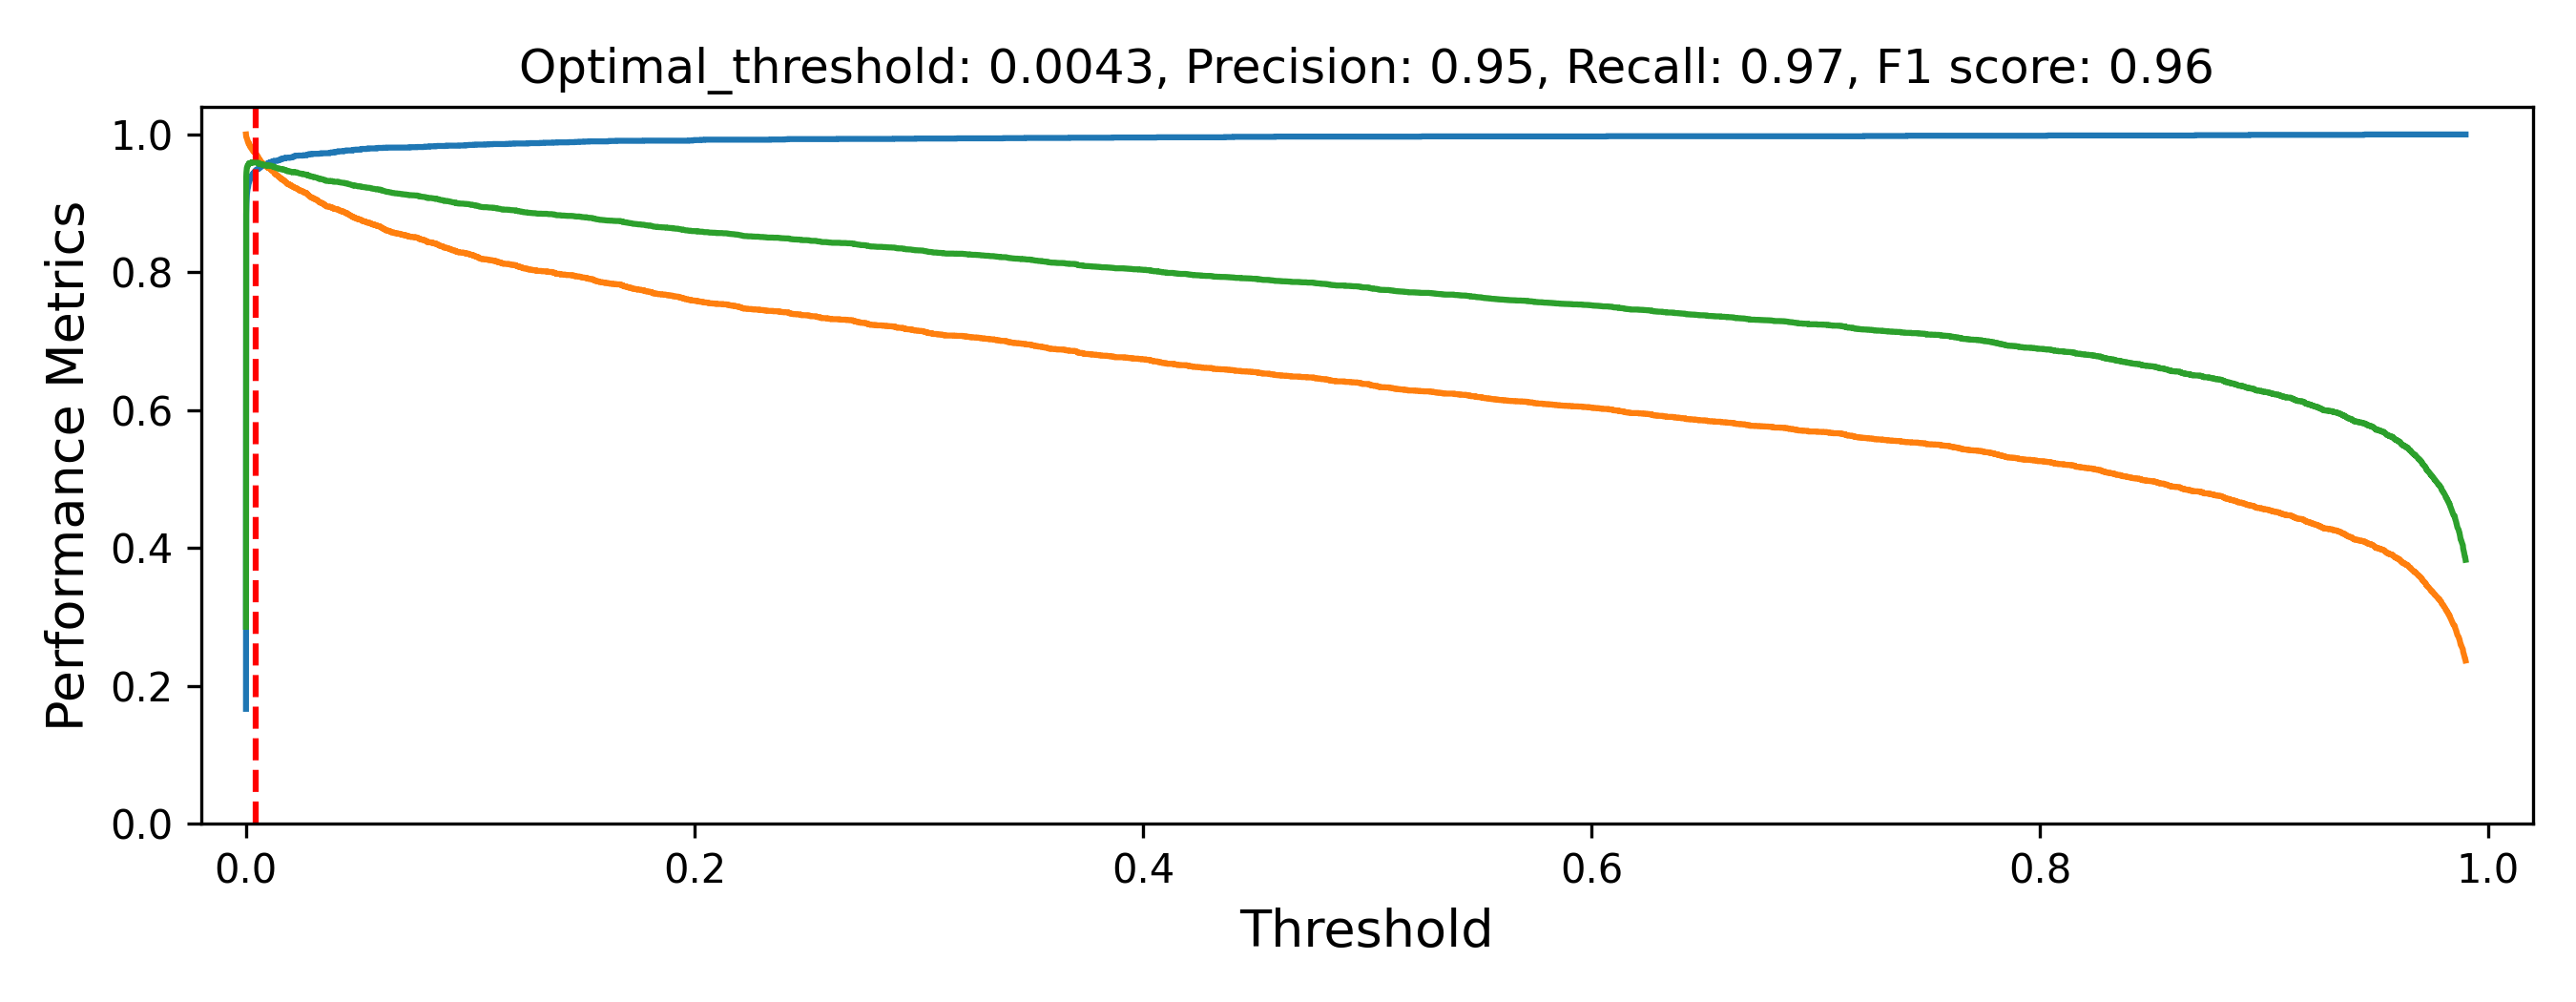 Optimal_threshold: 0.0043, Precision: 0.95, Recall: 0.97, F1 score: 0.96
1.0
0.8
0.6
0.4
0.2
0.0
Performance Metrics
0.0 0.2 0.4 0.6 0.8 1.0
Threshold